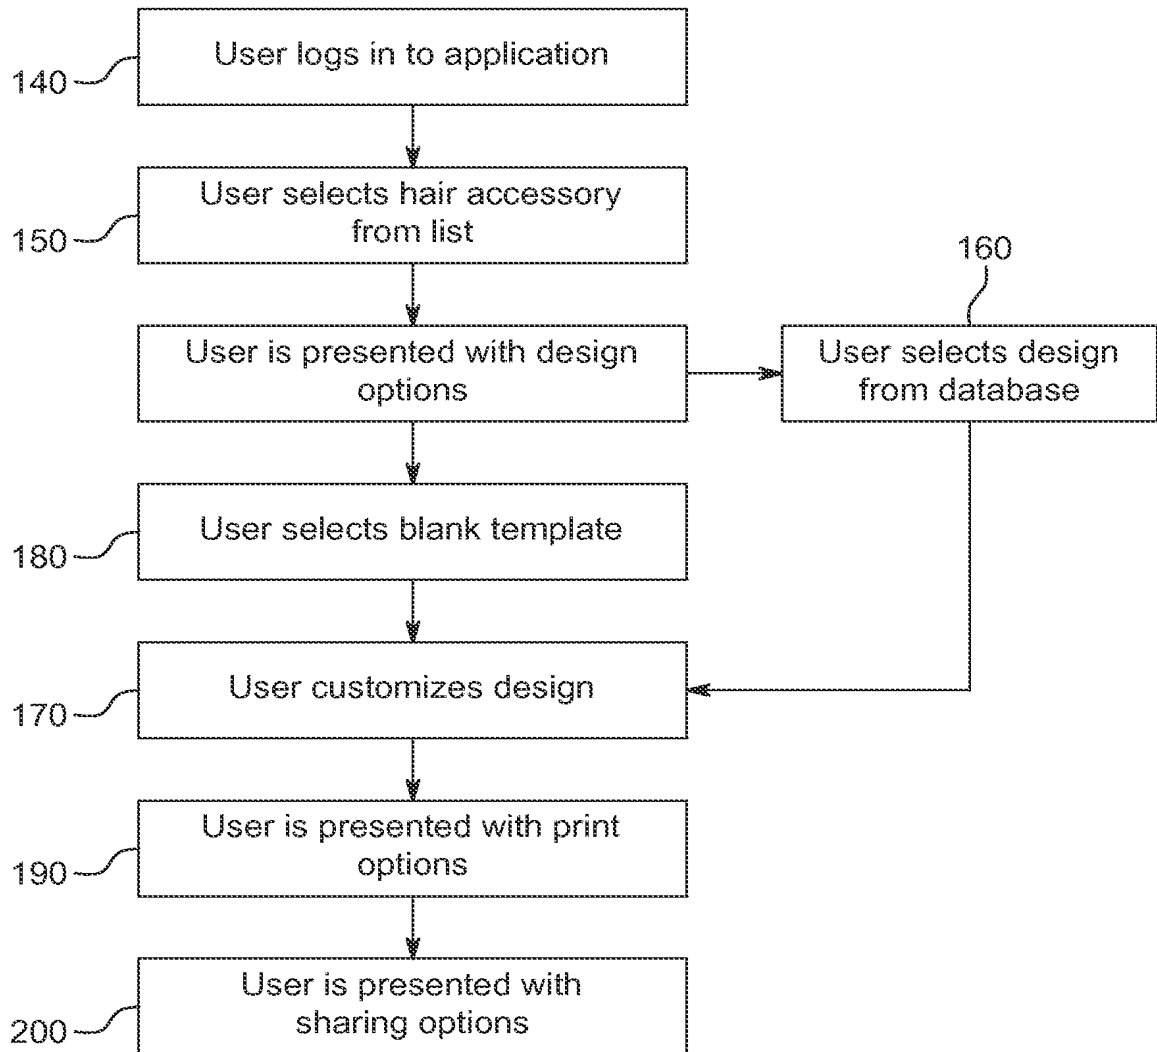 User logs in to application
140
User selects hair accessory
from list
150
160
User is presented with design
options
User selects design
from database
User selects blank template
180
User customizes design
170
User is presented with print
options
190
User is presented with
sharing options
200